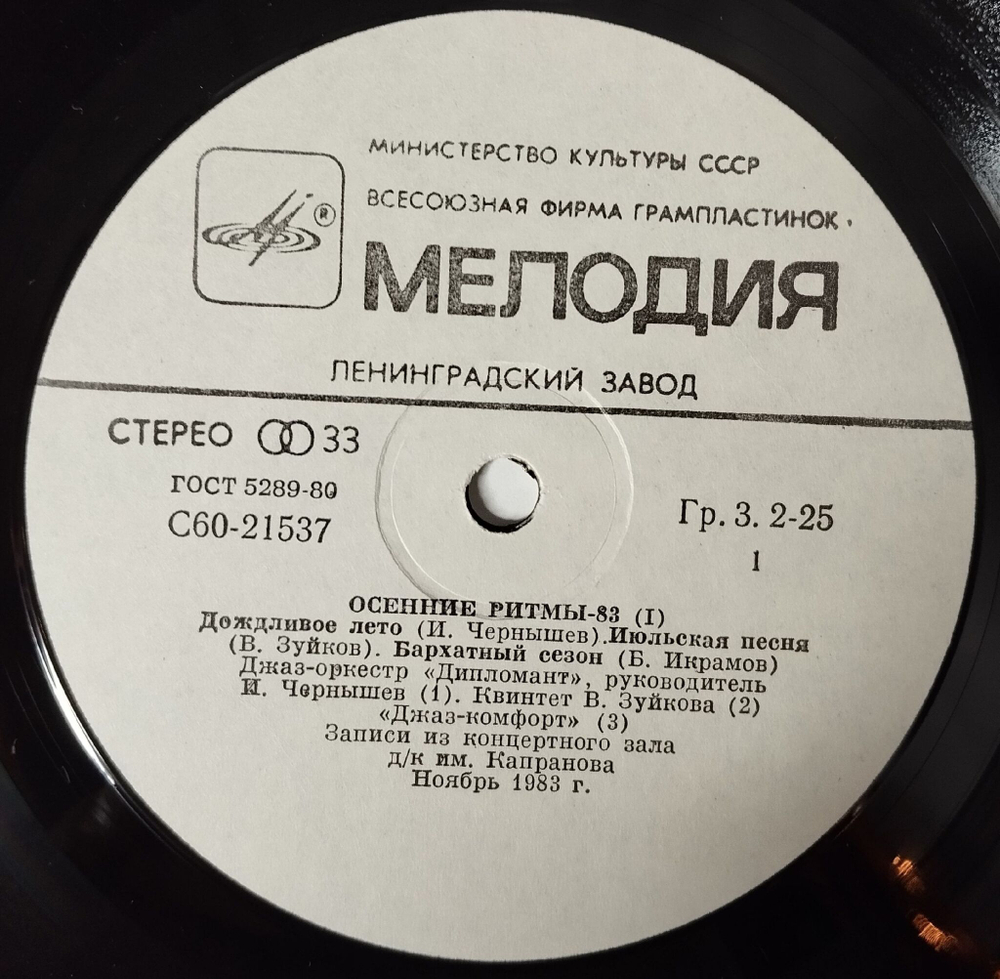 МИНИСТЕРСТВО КУЛЬТУРЫ СССР
ВСЕСОЮЗНАЯ ФИРМА ГРАМПЛАСТИНОК
®
МЕЛОДИЯ
ЛЕНИНГРАДСКИЙ ЗАВОД
СТЕРЕО 33
ГОСТ 5289-80
С60-21537
Гр. 3. 2-25
1
ОСЕННИЕ РИТМЫ-83 (I)
Дождливое лето (И. Чернышев).Июльская песня
(В. Зуйков). Бархатный сезон (Б. Икрамов)
Джаз-оркестр «Дипломант», руководитель
И. Чернышев (1). Квинтет В. Зуйкова (2)
«Джаз-комфорт» (3)
Записи из концертного зала
д/к им. Капранова
Ноябрь 1983 г.